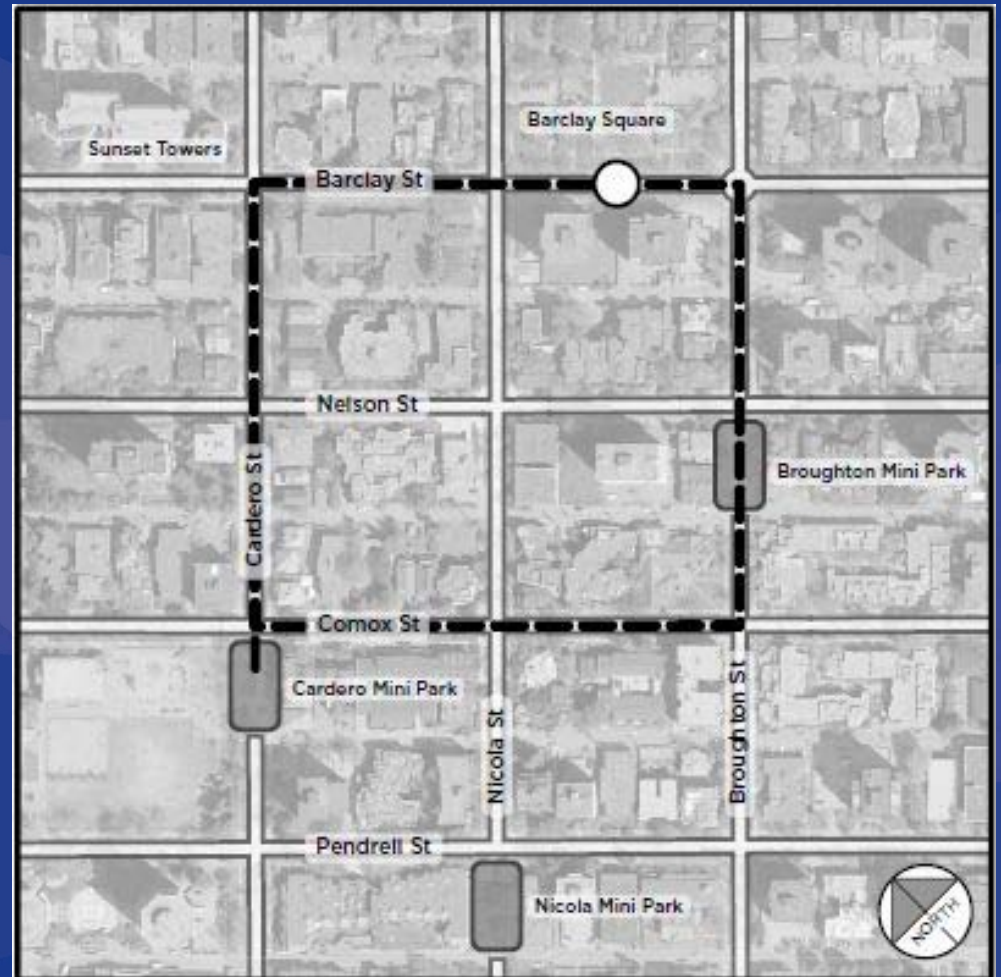 Barclay Square
Sunset Towers
Barclay St
Nelson St
Cardero St
Broughton Mini Park
Comox St
Cardero Mini Park
Nicola St
Broughton St
Pendrell St
Nicola Mini Park
NORTH